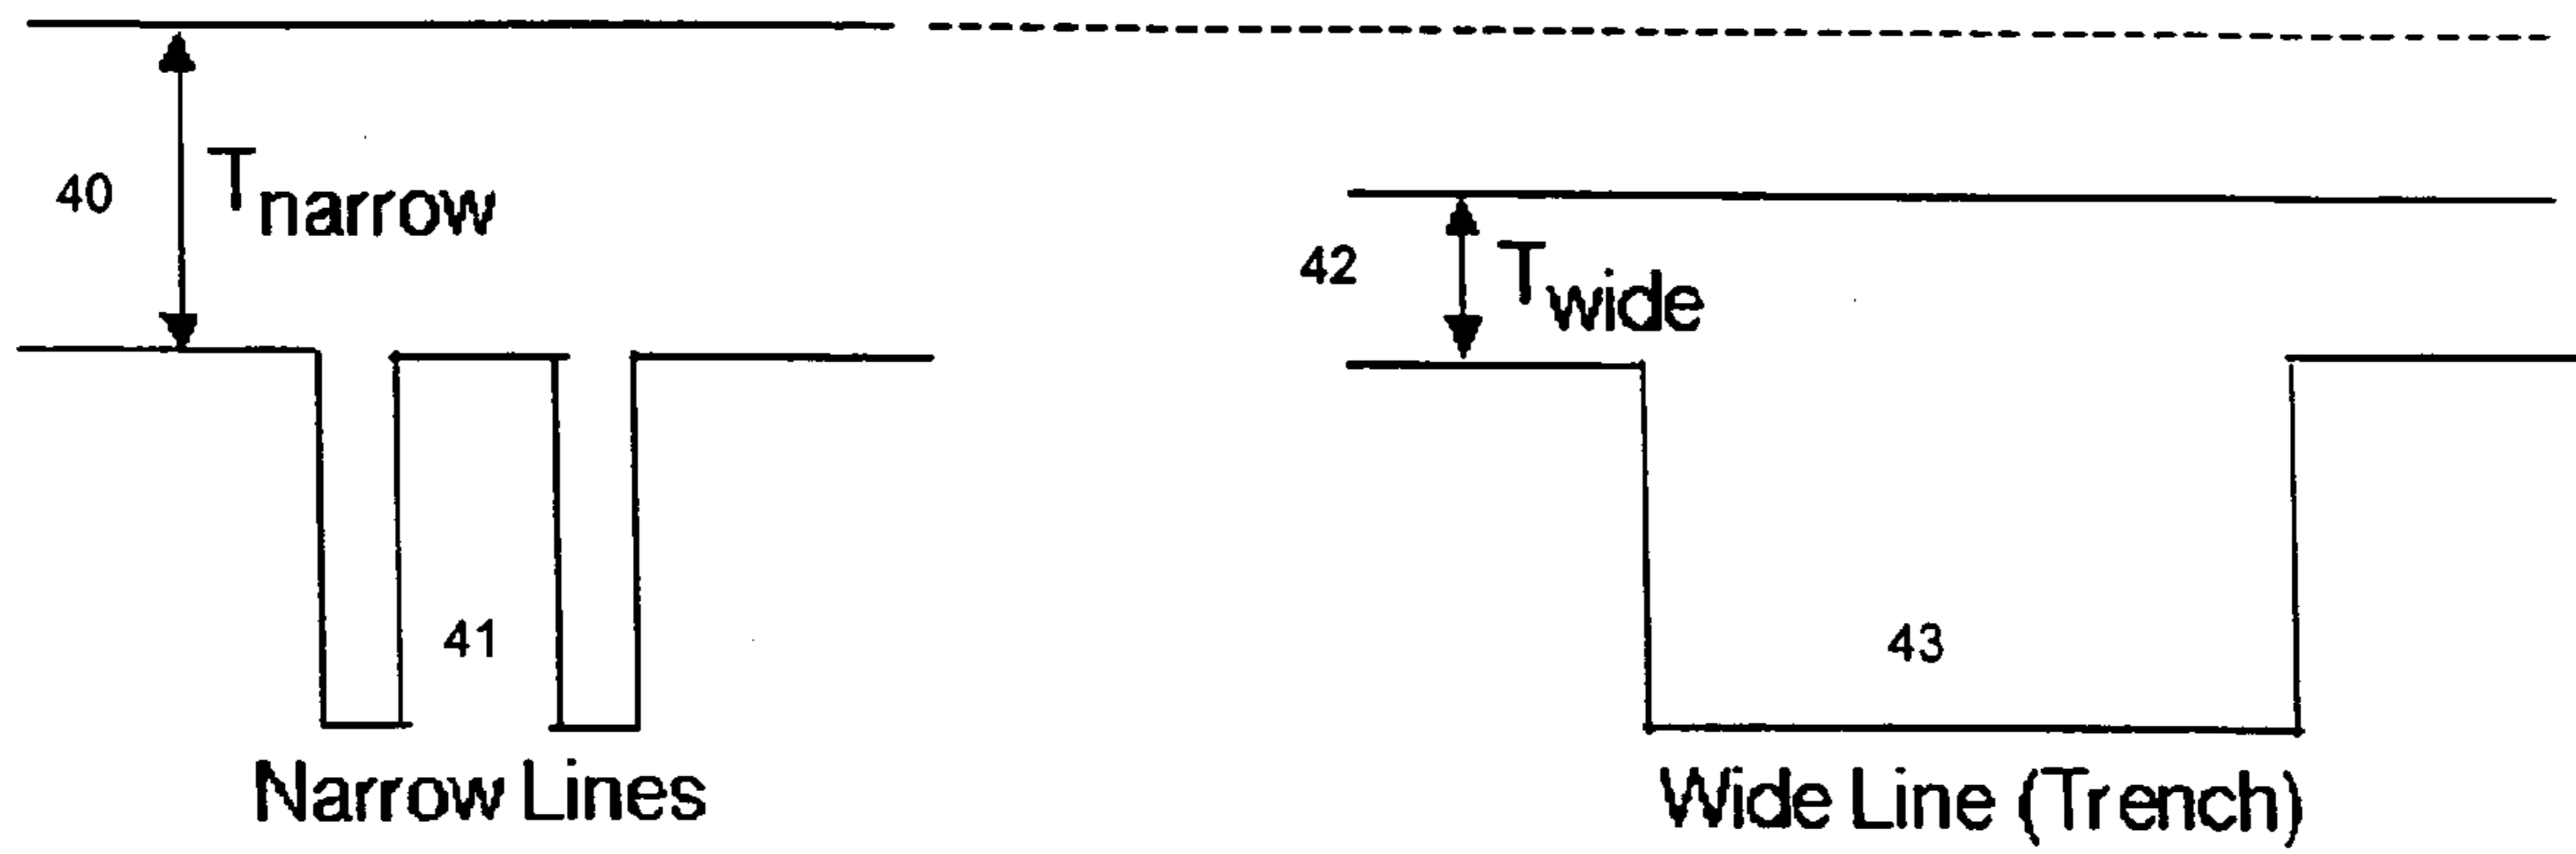 40
Tnarrow
42
Twide
41
43
Narrow Lines
Wide Line (Trench)